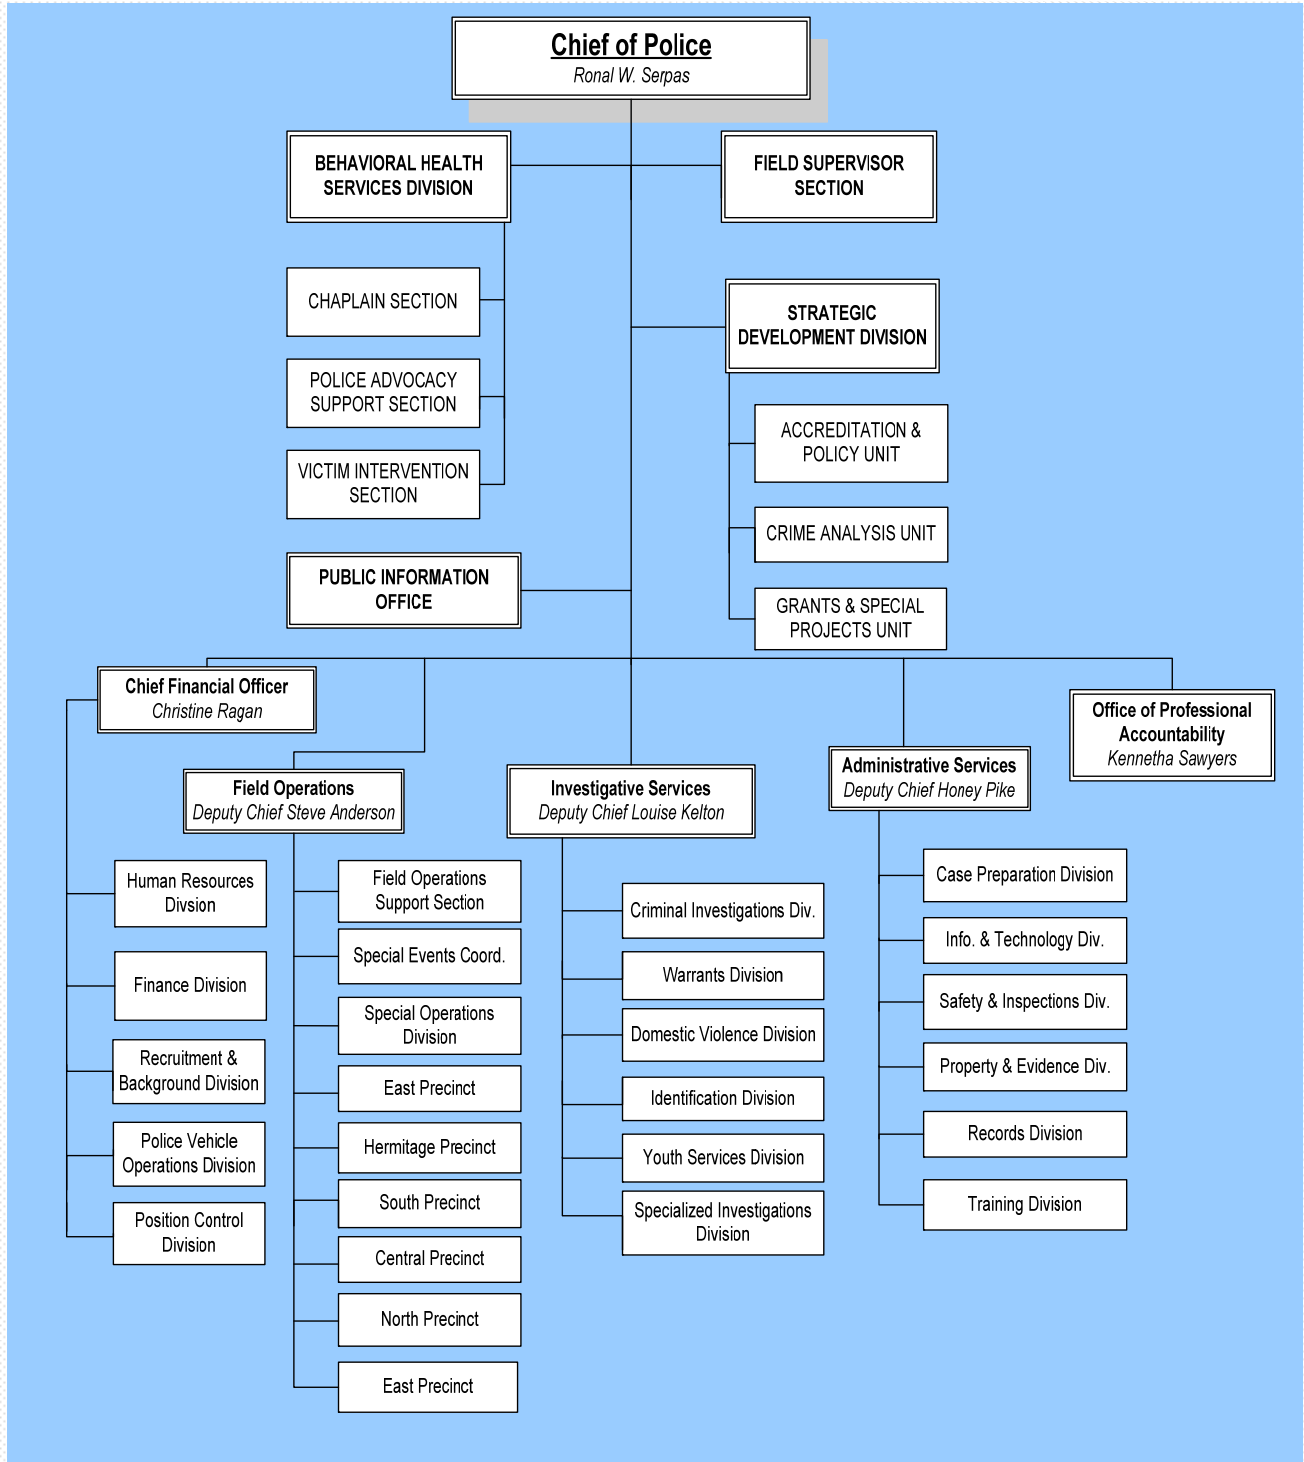 Chief of Police
Ronal W. Serpas
BEHAVIORAL HEALTH
SERVICES DIVISION
FIELD SUPERVISOR
SECTION
CHAPLAIN SECTION
POLICE ADVOCACY
SUPPORT SECTION
VICTIM INTERVENTION
SECTION
STRATEGIC
DEVELOPMENT DIVISION
ACCREDITATION &
POLICY UNIT
CRIME ANALYSIS UNIT
GRANTS & SPECIAL
PROJECTS UNIT
PUBLIC INFORMATION
OFFICE
Chief Financial Officer
Christine Ragan
Human Resources
Divsion
Finance Division
Recruitment &
Background Division
Police Vehicle
Operations Division
Position Control
Division
Field Operations
Deputy Chief Steve Anderson
Field Operations
Support Section
Special Events Coord.
Special Operations
Division
East Precinct
Hermitage Precinct
South Precinct
Central Precinct
North Precinct
East Precinct
Investigative Services
Deputy Chief Louise Kelton
Criminal Investigations Div.
Warrants Division
Domestic Violence Division
Identification Division
Youth Services Division
Specialized Investigations
Division
Administrative Services
Deputy Chief Honey Pike
Case Preparation Division
Info. & Technology Div.
Safety & Inspections Div.
Property & Evidence Div.
Records Division
Training Division
Office of Professional
Accountability
Kennetha Sawyers